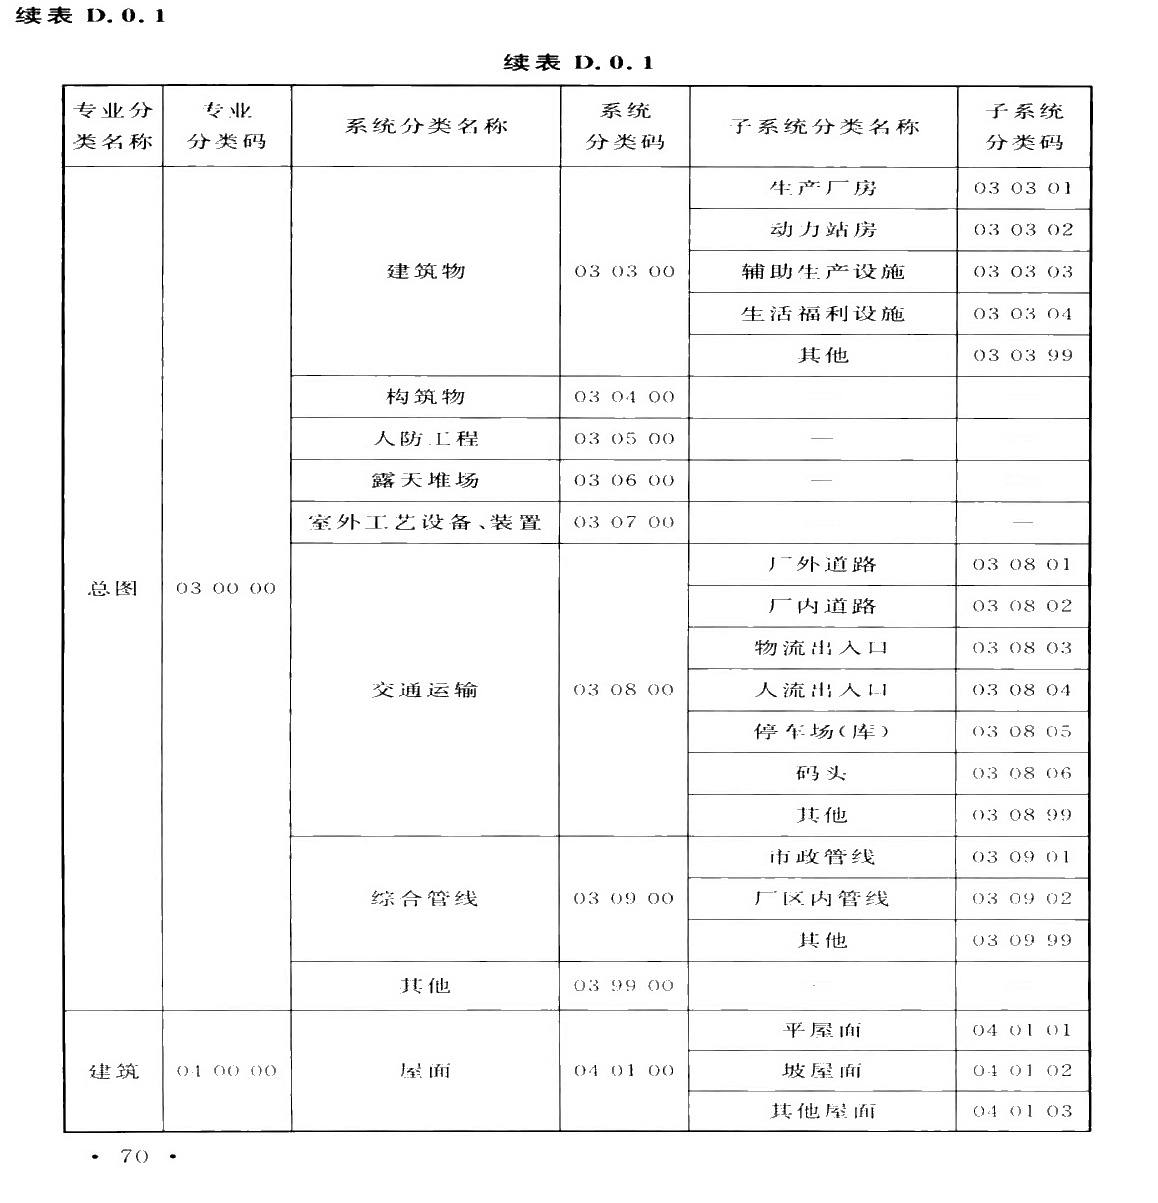 续表 D.0.1
续表 D.0.1
专业分类名称 专业分类码 系统分类名称 系统分类码 子系统分类名称 子系统分类码
总图 03 00 00 建筑物 03 03 00 生产厂房 03 03 01
动力站房 03 03 02
辅助生产设施 03 03 03
生活福利设施 03 03 04
其他 03 03 99
构筑物 03 04 00
人防工程 03 05 00 —
露天堆场 03 06 00 —
室外工艺设备、装置 03 07 00 —
交通运输 03 08 00 厂外道路 03 08 01
厂内道路 03 08 02
物流出入口 03 08 03
人流出入口 03 08 04
停车场(库) 03 08 05
码头 03 08 06
其他 03 08 99
综合管线 03 09 00 市政管线 03 09 01
厂区内管线 03 09 02
其他 03 09 99
其他 03 99 00 —
建筑 04 00 00 屋面 04 01 00 平屋面 04 01 01
坡屋面 04 01 02
其他屋面 04 01 03
· 70 ·